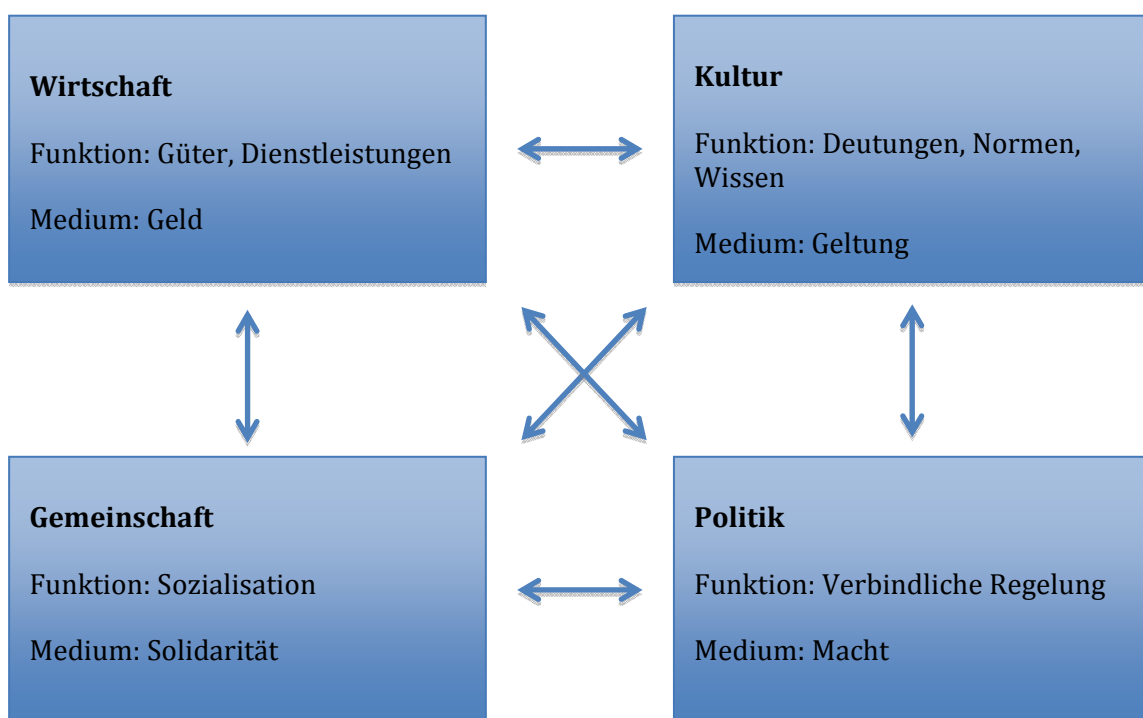 Wirtschaft
Funktion: Güter, Dienstleistungen
Medium: Geld
Kultur
Funktion: Deutungen, Normen,
Wissen
Medium: Geltung
Gemeinschaft
Funktion: Sozialisation
Medium: Solidarität
Politik
Funktion: Verbindliche Regelung
Medium: Macht